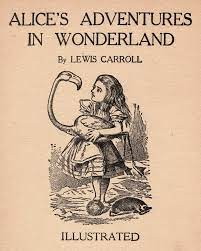 ALICE'S ADVENTURES
IN WONDERLAND
By LEWIS CARROLL
ILLUSTRATED